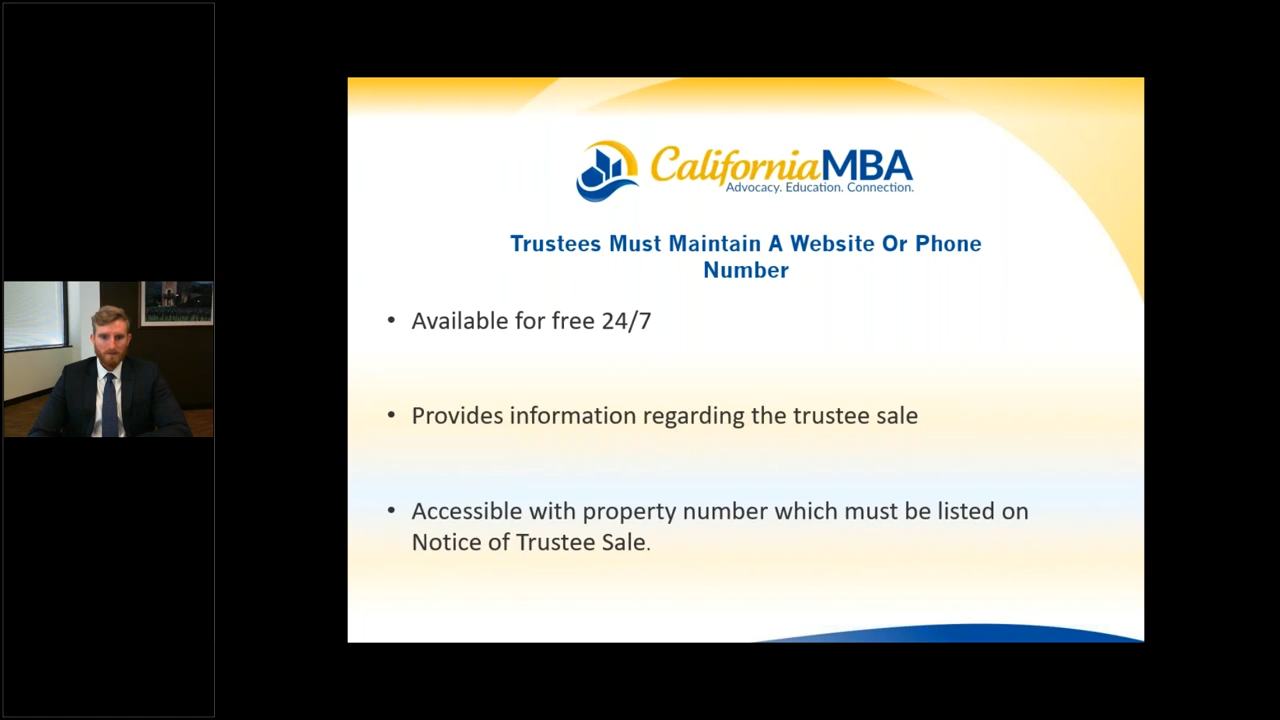 CaliforniaMBA
Advocacy. Education. Connection.
Trustees Must Maintain A Website Or Phone
Number
• Available for free 24/7
• Provides information regarding the trustee sale
• Accessible with property number which must be listed on
Notice of Trustee Sale.